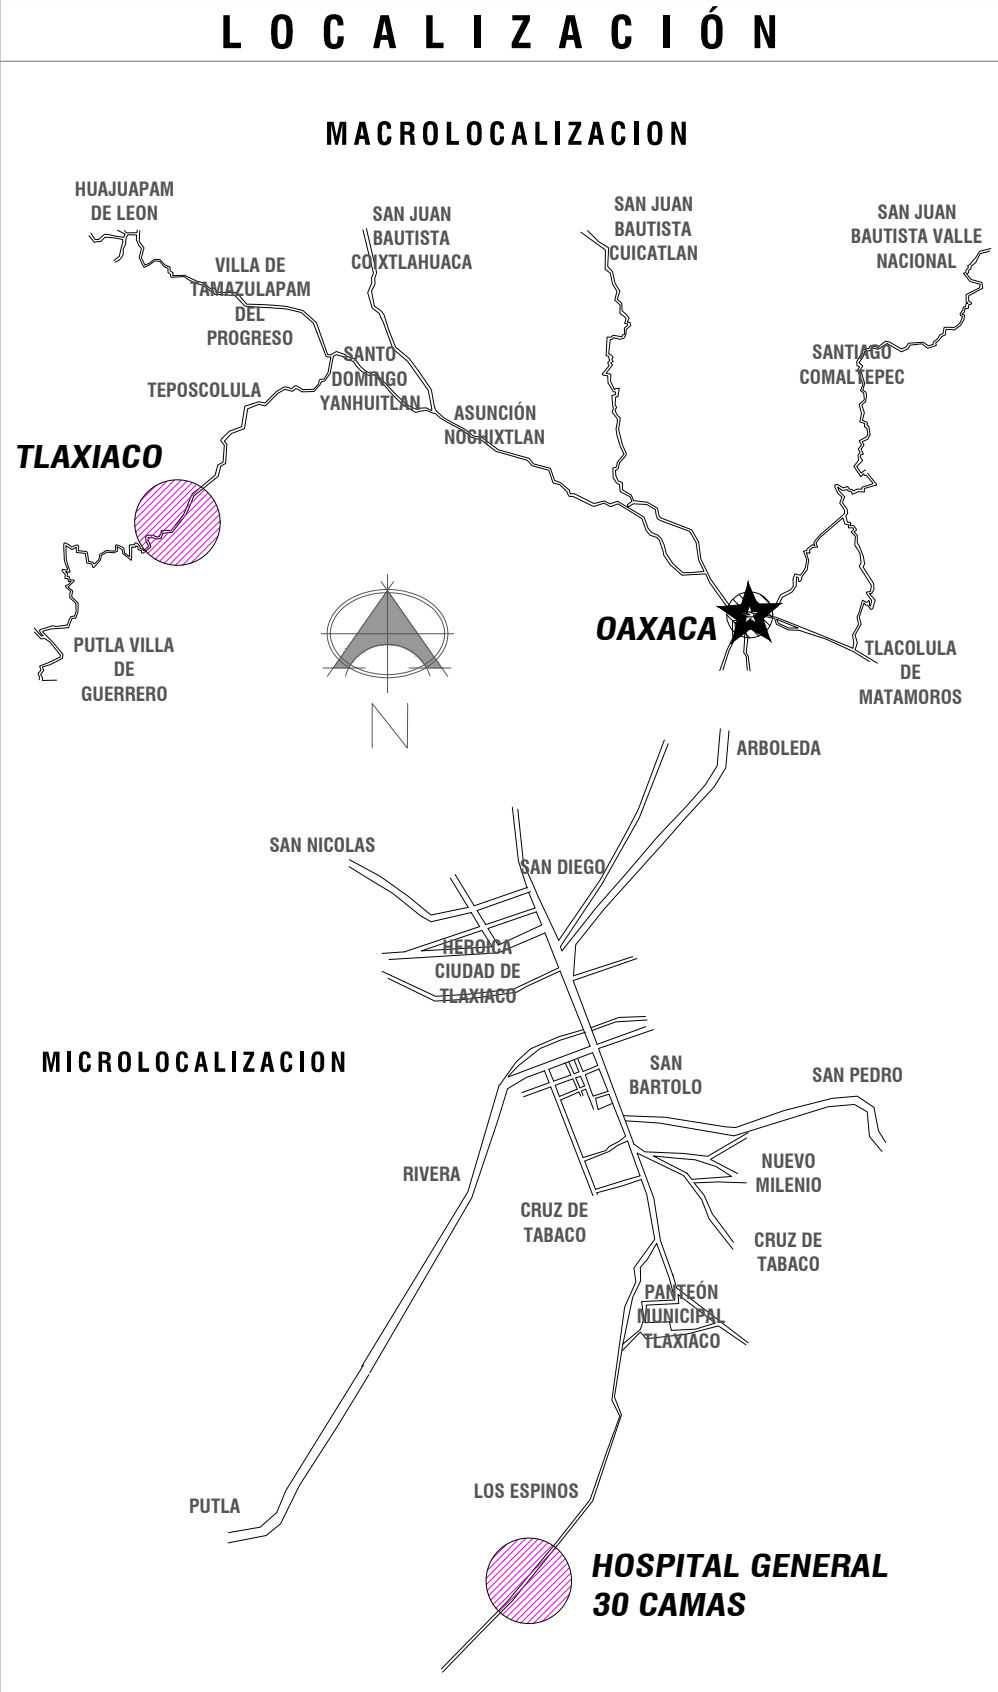 LOCALIZACIÓN
MACROLOCALIZACION
HUAJUAPAM
DE LEON
SAN JUAN
BAUTISTA
COIXTLAHUACA
SAN JUAN
BAUTISTA
CUICATLAN
SAN JUAN
BAUTISTA VALLE
NACIONAL
VILLA DE
TAMAZULAPAM
DEL
PROGRESO
SANTO
DOMINGO
YANHUITLAN
SANTIAGO
COMALTEPEC
TEPOSCOLULA
ASUNCIÓN
NOCHIXTLAN
TLAXIACO
OAXACA
PUTLA VILLA
DE
GUERRERO
TLACOLULA
DE
MATAMOROS
N
ARBOLEDA
SAN NICOLAS
SAN DIEGO
HEROICA
CIUDAD DE
TLAXIACO
MICROLOCALIZACION
SAN
BARTOLO
SAN PEDRO
RIVERA
NUEVO
MILENIO
CRUZ DE
TABACO
CRUZ DE
TABACO
PANTEÓN
MUNICIPAL
TLAXIACO
LOS ESPINOS
PUTLA
HOSPITAL GENERAL
30 CAMAS